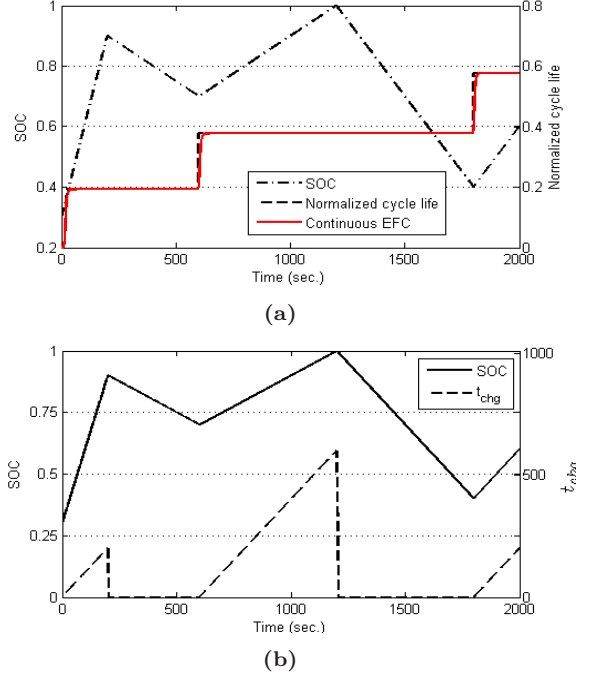 1
0.8
0.6
0.4
0.2
SOC
0.8
0.6
0.4
0.2
0
Normalized cycle life
SOC
Normalized cycle life
Continuous EFC
0
500
1000
1500
2000
Time (sec.)
(a)
1
0.75
0.5
0.25
0
SOC
1000
500
0
t_chg
SOC
t_chg
0
500
1000
1500
2000
Time (sec.)
(b)